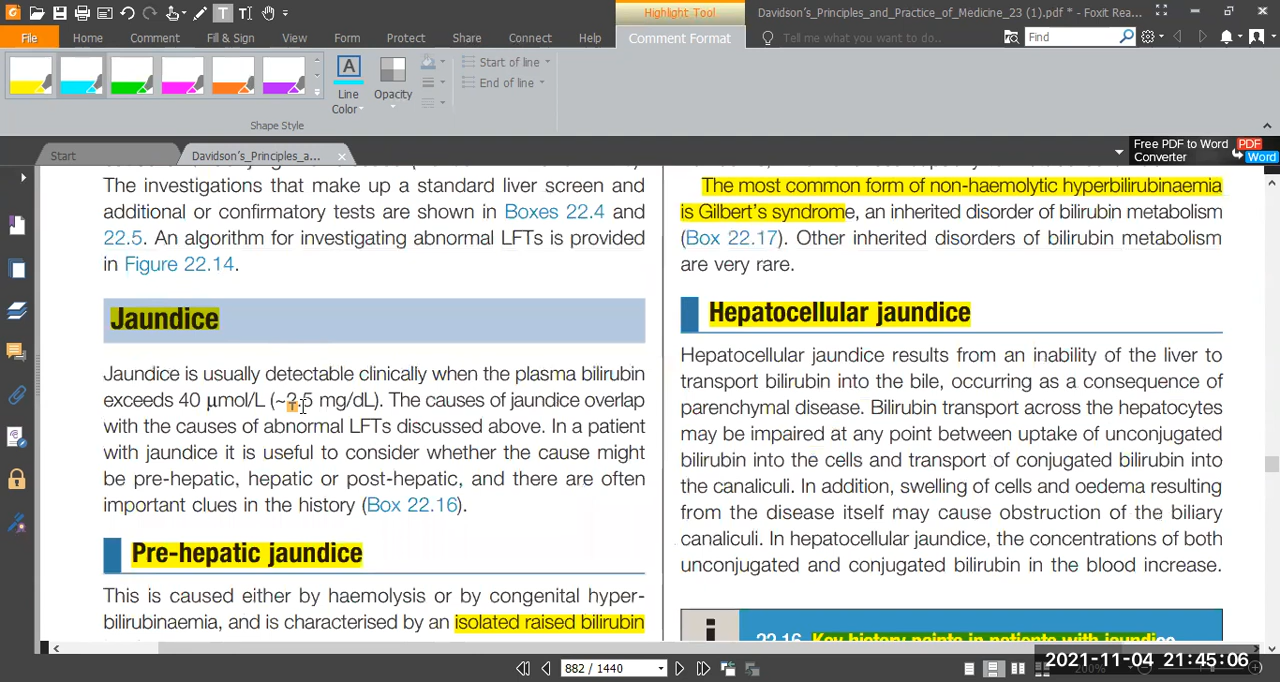 Highlight Tool
Davidson's_Principles_and_Practice_of_Medicine_23 (1).pdf * - Foxit Rea...
File
Home
Comment
Fill & Sign
View
Form
Protect
Share
Connect
Help
Comment Format
Tell me what you want to do..
Find
Line
Color
Opacity
Start of line
End of line
Shape Style
Start
Davidson's_Principles_a...
Free PDF to Word
Converter
PDF
Word
The investigations that make up a standard liver screen and
additional or confirmatory tests are shown in Boxes 22.4 and
22.5. An algorithm for investigating abnormal LFTs is provided
in Figure 22.14.
Jaundice
Jaundice is usually detectable clinically when the plasma bilirubin
exceeds 40 μmol/L (~2.5 mg/dL). The causes of jaundice overlap
with the causes of abnormal LFTs discussed above. In a patient
with jaundice it is useful to consider whether the cause might
be pre-hepatic, hepatic or post-hepatic, and there are often
important clues in the history (Box 22.16).
Pre-hepatic jaundice
This is caused either by haemolysis or by congenital hyper-
bilirubinaemia, and is characterised by an isolated raised bilirubin
The most common form of non-haemolytic hyperbilirubinaemia
is Gilbert's syndrome, an inherited disorder of bilirubin metabolism
(Box 22.17). Other inherited disorders of bilirubin metabolism
are very rare.
Hepatocellular jaundice
Hepatocellular jaundice results from an inability of the liver to
transport bilirubin into the bile, occurring as a consequence of
parenchymal disease. Bilirubin transport across the hepatocytes
may be impaired at any point between uptake of unconjugated
bilirubin into the cells and transport of conjugated bilirubin into
the canaliculi. In addition, swelling of cells and oedema resulting
from the disease itself may cause obstruction of the biliary
canaliculi. In hepatocellular jaundice, the concentrations of both
unconjugated and conjugated bilirubin in the blood increase.
22.16 Key history points in patients with jaundice
882 / 1440
2021-11-04 21:45:06